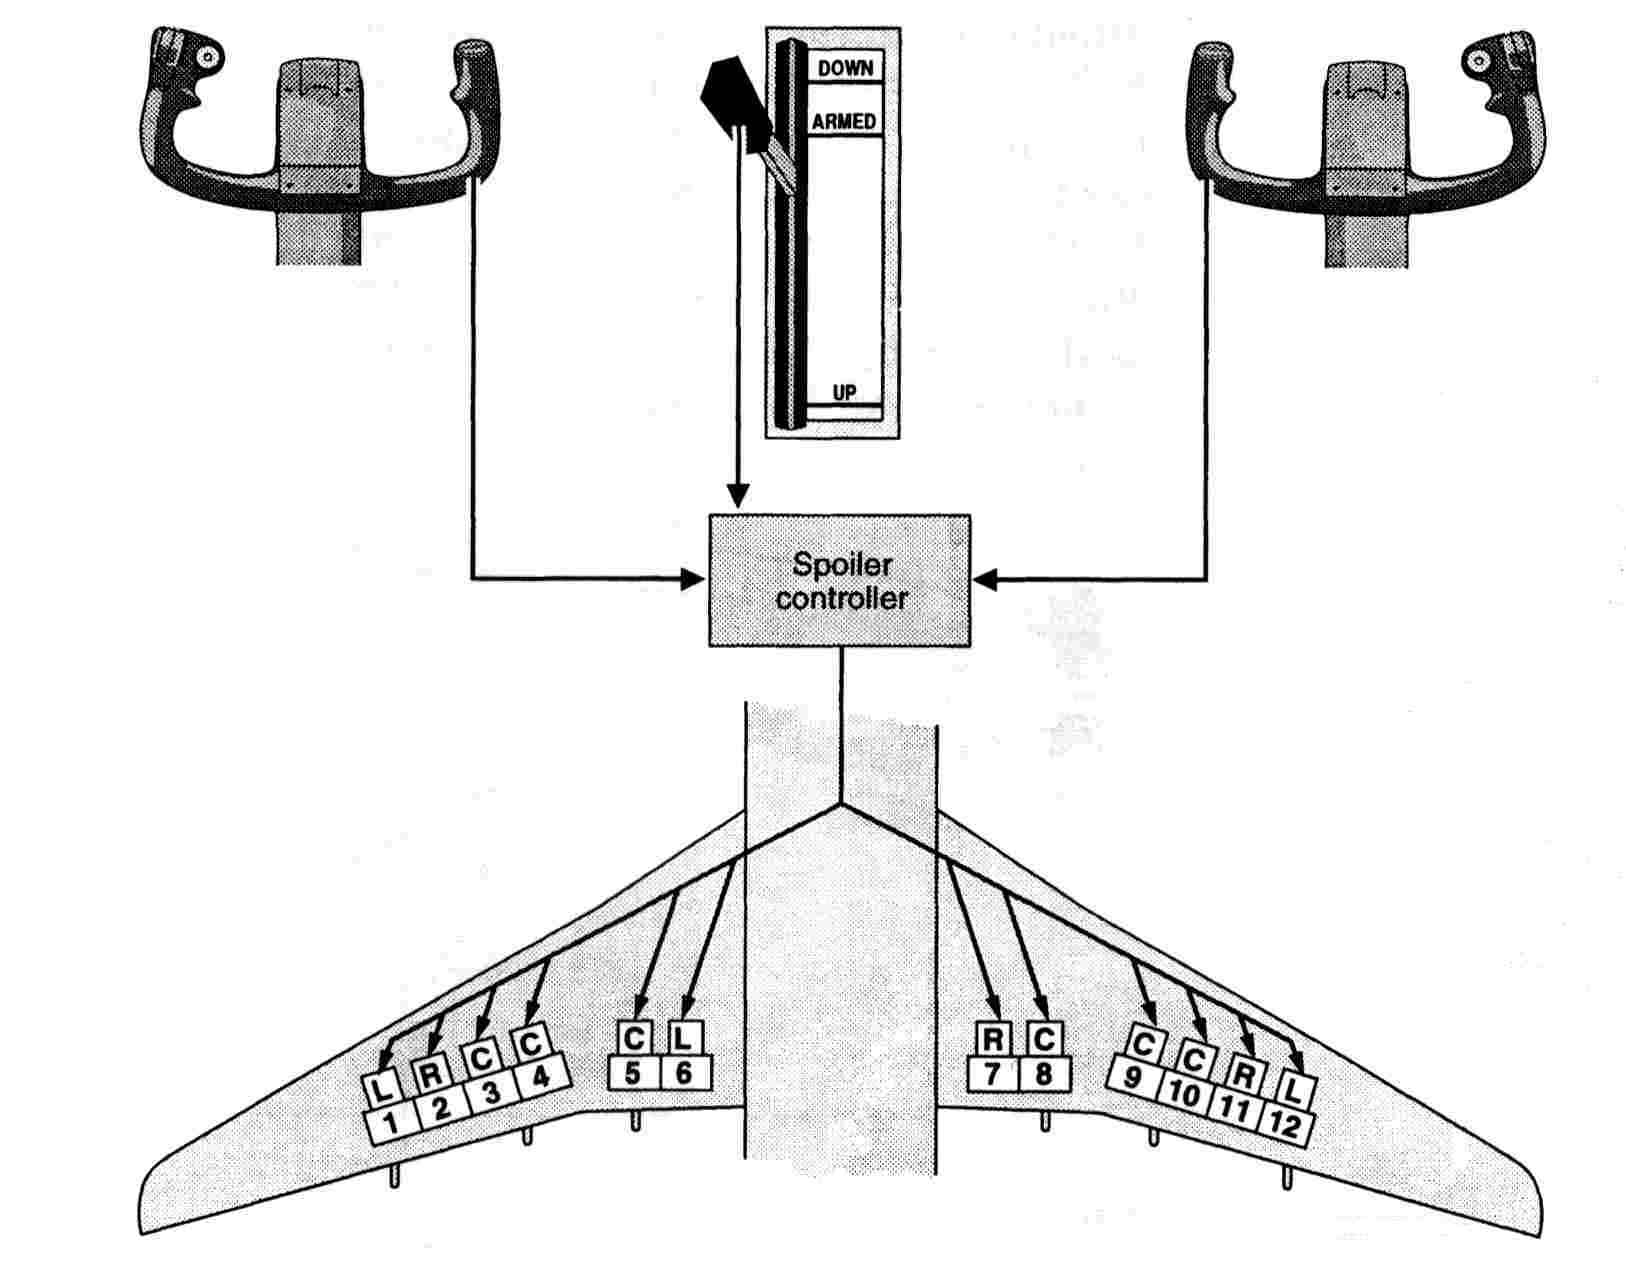 DOWN
ARMED
UP
Spoiler
controller
L R C C C L R C C C R L
1 2 3 4 5 6 7 8 9 10 11 12